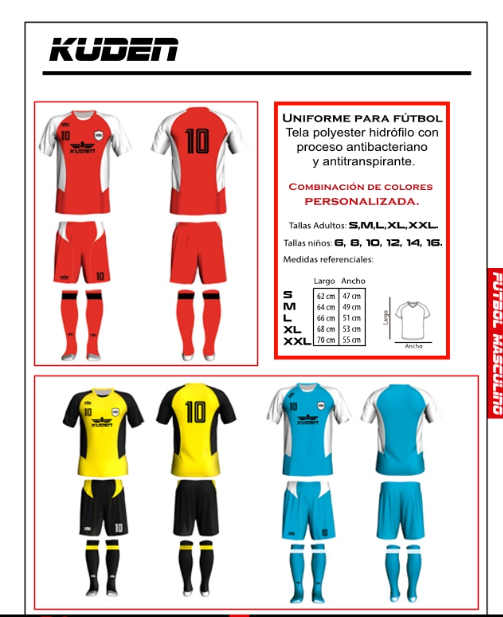 KUDEN
10
KUDEN
10
10
UNIFORME PARA FÚTBOL
Tela polyester hidrófilo con
proceso antibacteriano
y antitranspirante.
COMBINACIÓN DE COLORES
PERSONALIZADA.
Tallas Adultos: S,M,L,XL,XXL.
Tallas niños: 6, 8, 10, 12, 14, 16.
Medidas referenciales:
Largo Ancho
S 62 cm 47 cm
M 64 cm 49 cm
L 66 cm 51 cm
XL 68 cm 53 cm
XXL 70 cm 55 cm
Largo
Ancho
FÚTBOL MASCULINO
10
KUDEN
10
10
10
KUDEN